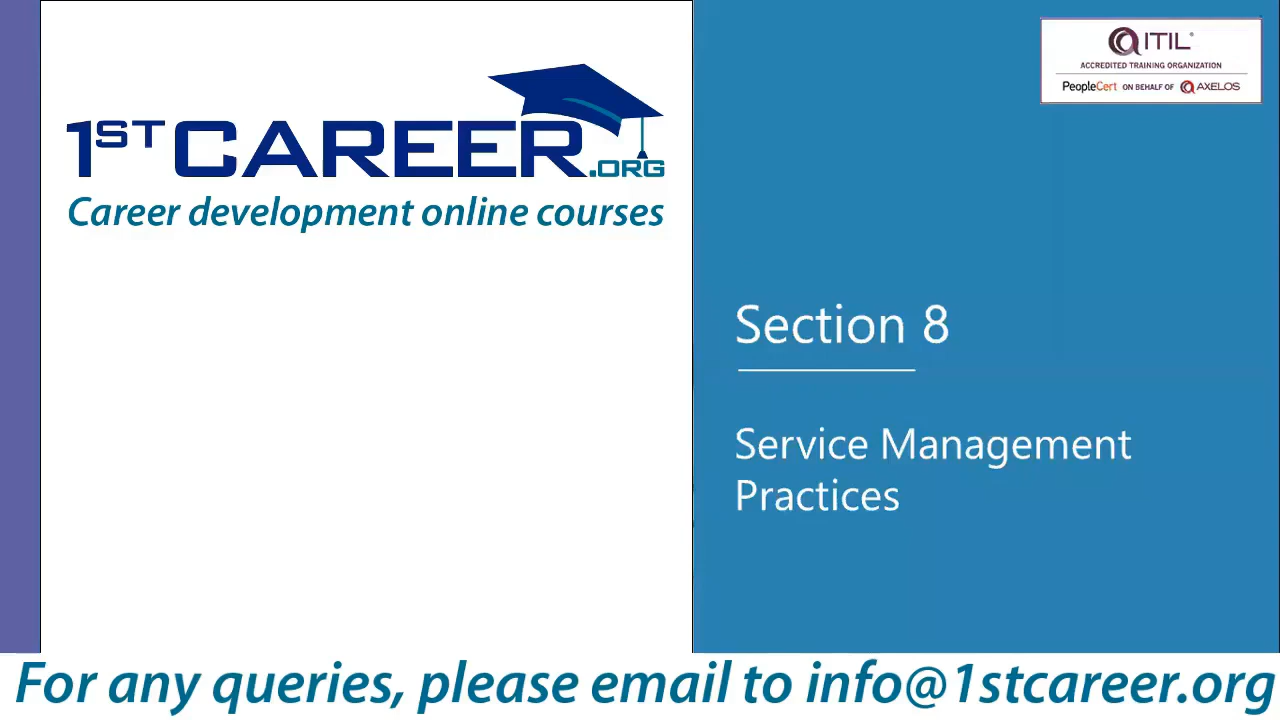 1ST CAREER.ORG
Career development online courses
ITIL®
ACCREDITED TRAINING ORGANIZATION
PeopleCert ON BEHALF OF AXELOS
Section 8
Service Management
Practices
For any queries, please email to info@1stcareer.org